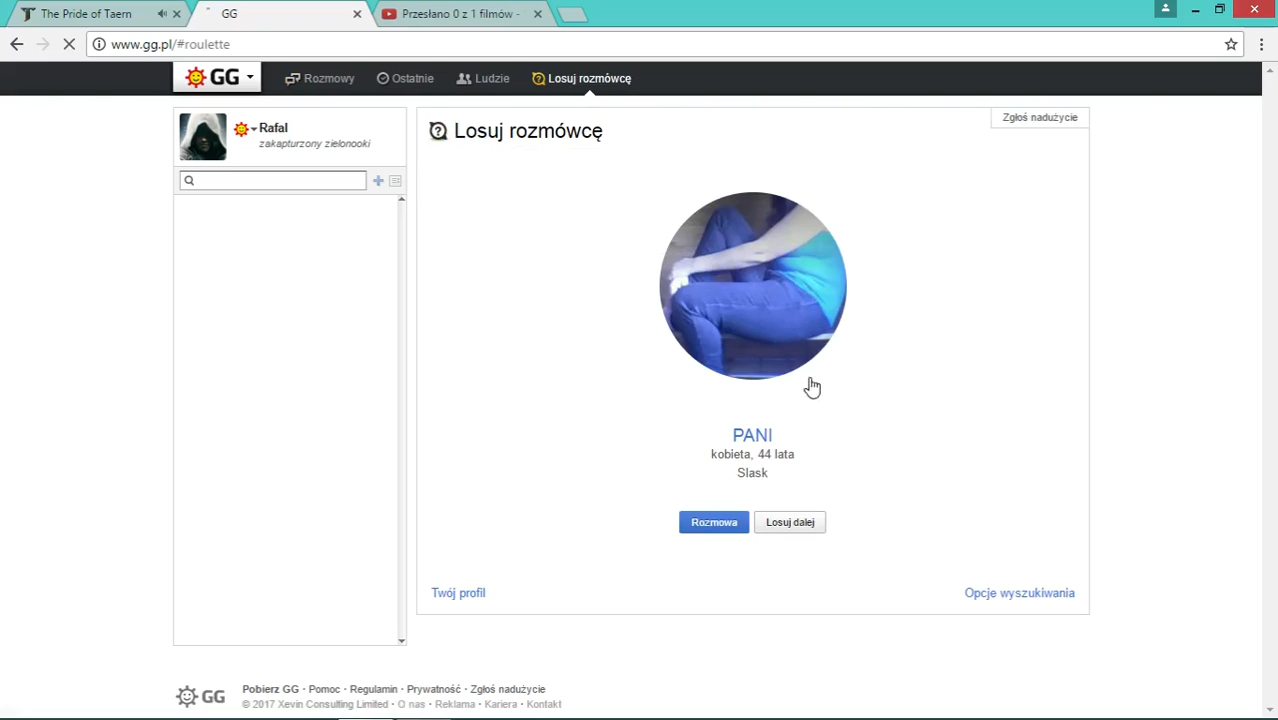 The Pride of Taern
GG
Przesłano 0 z 1 filmów -
www.gg.pl/#roulette
GG
Rozmowy
Ostatnie
Ludzie
Losuj rozmówcę
Rafal
zakapturzony zielonooki
Losuj rozmówcę
Zgłoś nadużycie
PANI
kobieta, 44 lata
Slask
Rozmowa
Losuj dalej
Twój profil
Opcje wyszukiwania
GG
Pobierz GG · Pomoc · Regulamin · Prywatność · Zgłoś nadużycie
© 2017 Xevin Consulting Limited · O nas · Reklama · Kariera · Kontakt